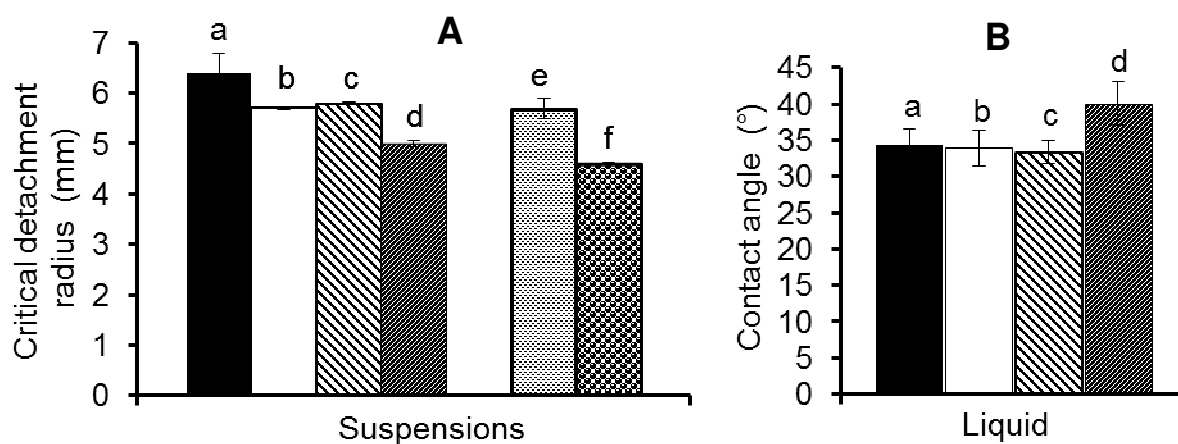 A
Critical detachment
radius (mm)
7
6
5
4
3
2
1
0
a
b
c
d
e
f
Suspensions
B
Contact angle (°)
45
40
35
30
25
20
15
10
5
0
a
b
c
d
Liquid